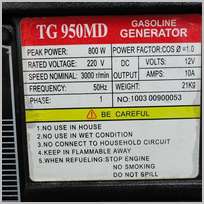 TG 950MD GASOLINE GENERATOR
PEAK POWER: 800 W POWER FACTOR:COS Ø =1.0
RATED VOLTAGE: 220 V DC VOLTS: 12V
SPEED NOMINAL: 3000 r/min OUTPUT AMPS: 10A
FREQUENCY: 50Hz WEIGHT: 21KG
PHASE: 1 NO: 1003 00900053
BE CAREFUL
1.NO USE IN HOUSE
2.NO USE IN WET CONDITION
3.NO CONNECT TO HOUSEHOLD CIRCUIT
4.KEEP IN FLAMMABLE AWAY
5.WHEN REFUELING:STOP ENGINE
NO SMOKING
DO NOT SPILL